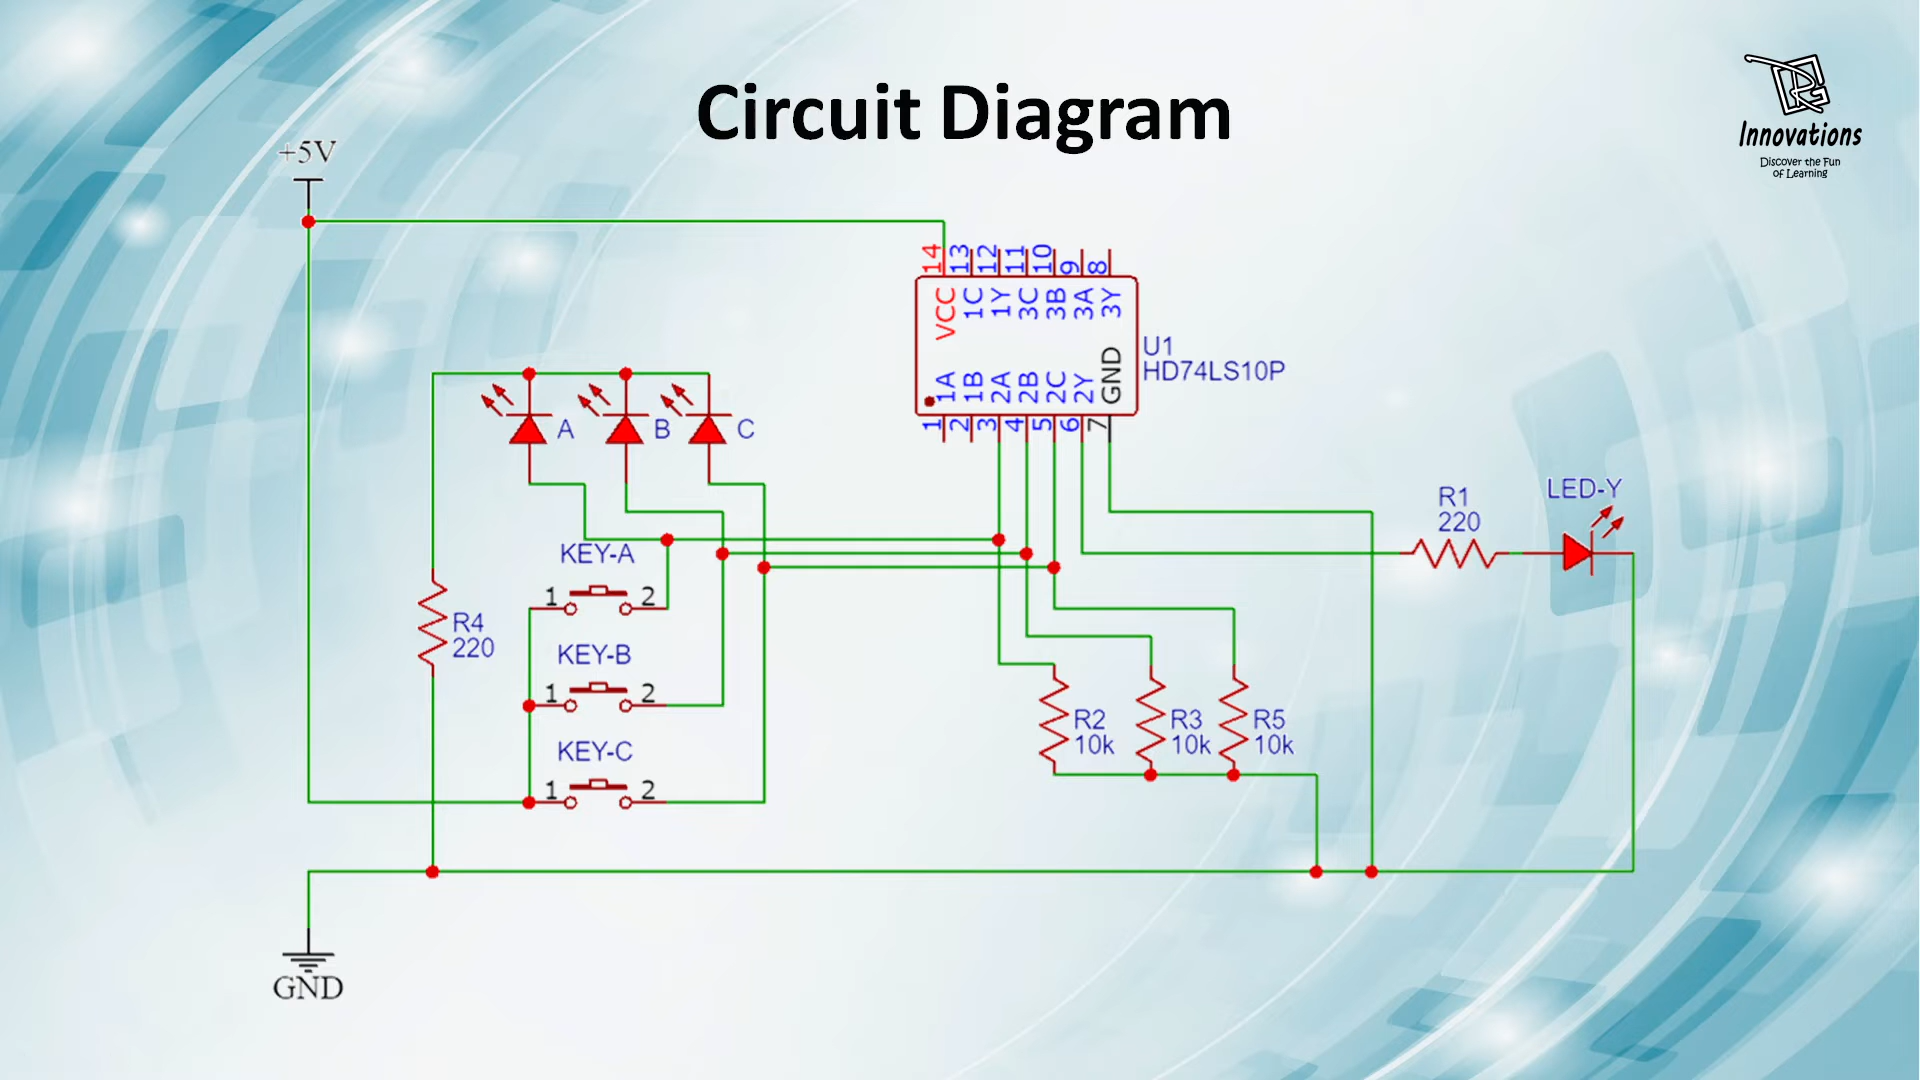 Circuit Diagram
Innovations
Discover the Fun
of Learning
+5V
14 13 12 11 10 9 8
VCC 1C 1Y 3C 3B 3A 3Y
1A 1B 2A 2B 2C 2Y GND
1 2 3 4 5 6 7
U1
HD74LS10P
A B C
LED-Y
R1
220
KEY-A
1 2
R4
220
KEY-B
1 2
KEY-C
1 2
R2
10k
R3
10k
R5
10k
GND